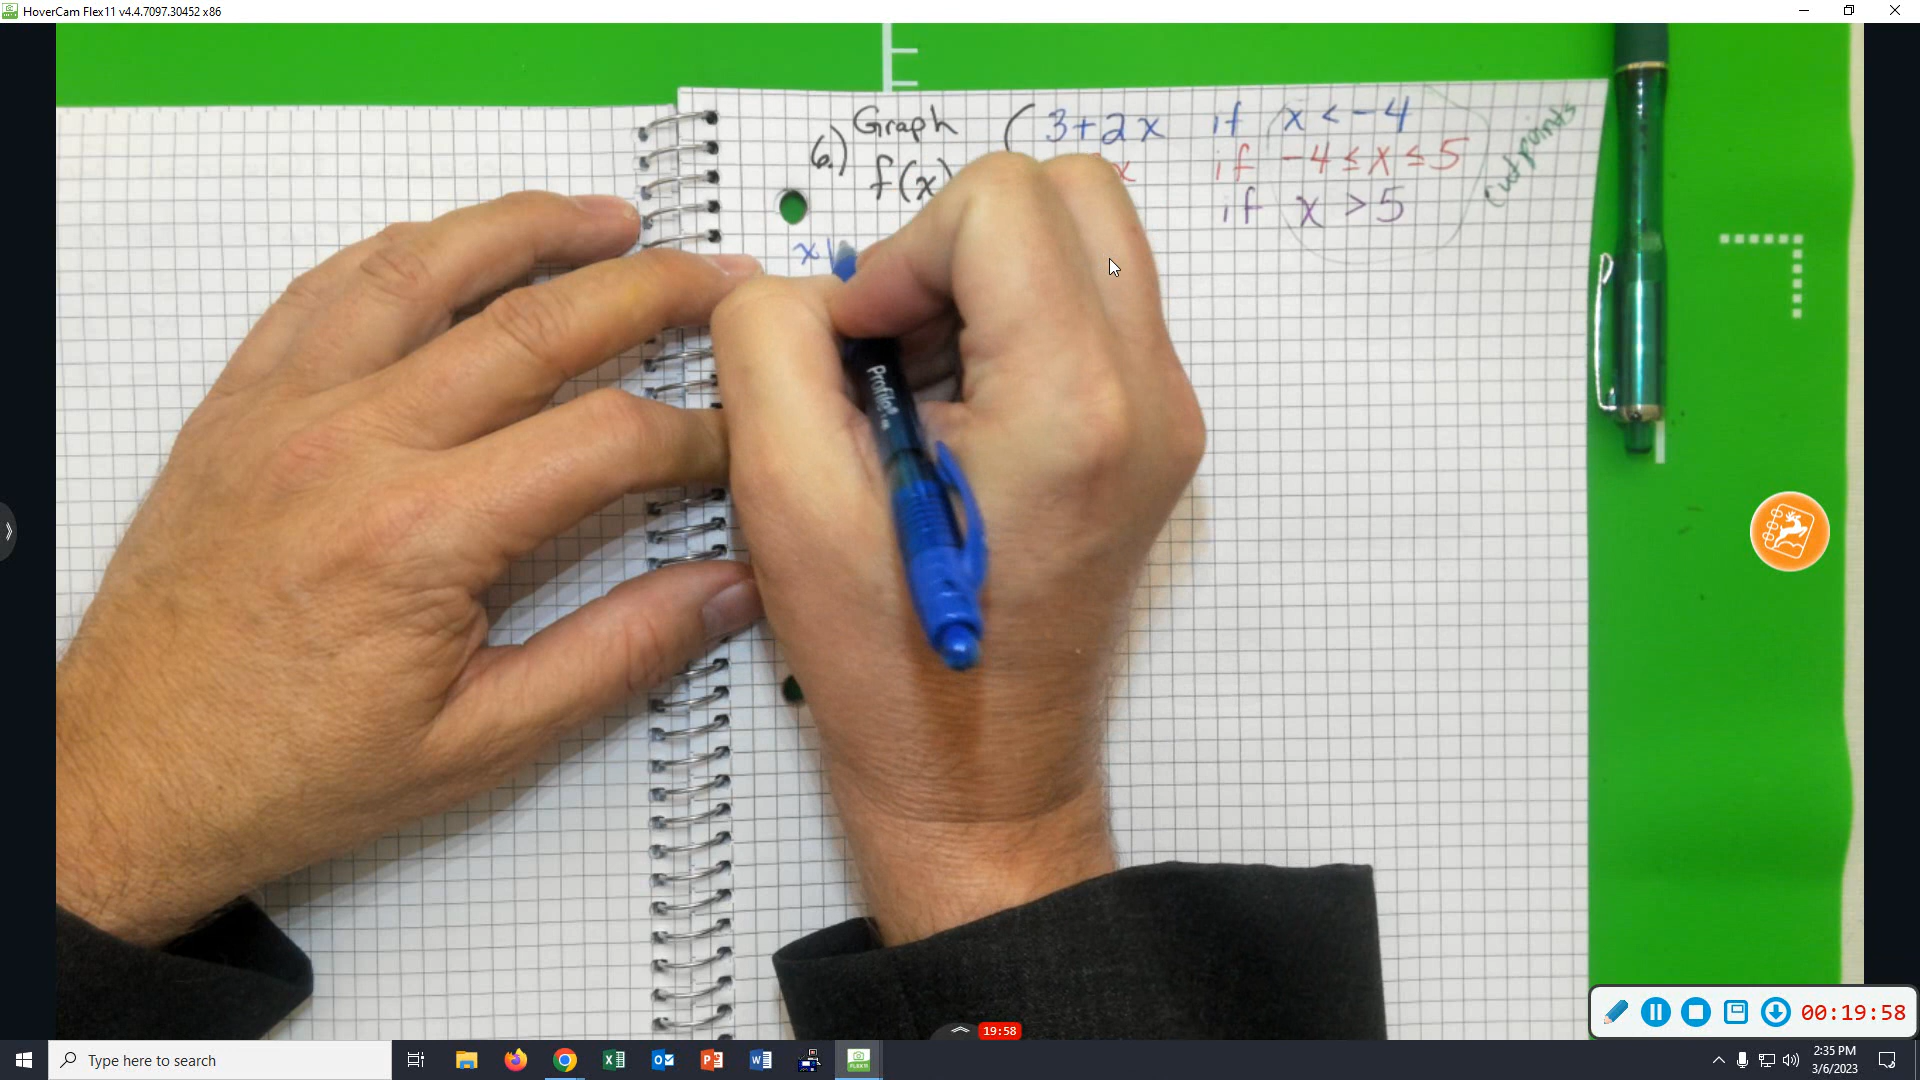 HoverCam Flex11 v4.4.7097.30452 x86
6.) Graph 3+2x if x < -4
x if -4 ≤ x ≤ 5
f(x) if x > 5
cutpoints
x
Profile
19:58
00:19:58
Type here to search
2:35 PM
3/6/2023